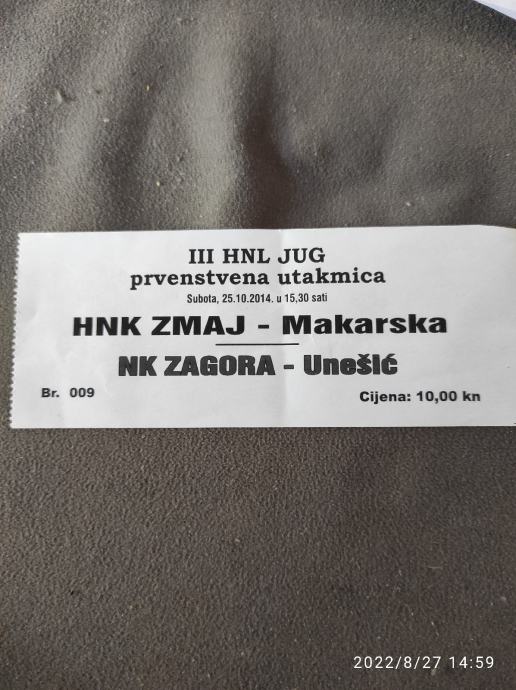 III HNL JUG
prvenstvena utakmica
Subota, 25.10.2014. u 15,30 sati
HNK ZMAJ - Makarska
NK ZAGORA - Unešić
Br. 009
Cijena: 10,00 kn
2022/8/27 14:59